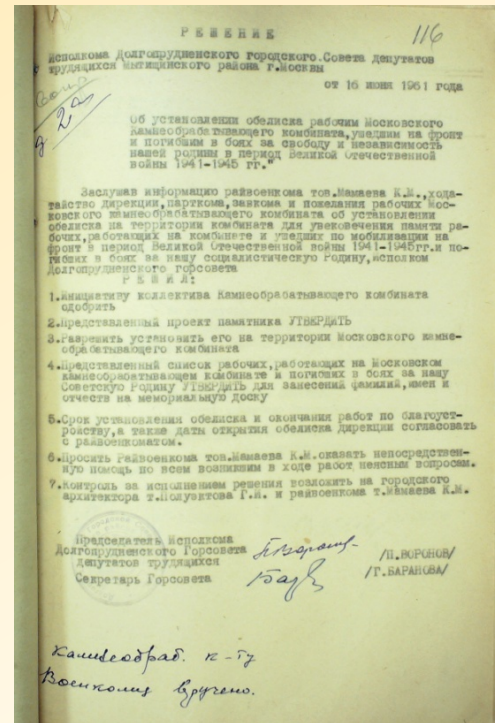 РЕШЕНИЕ
116
Исполкома Долгопрудненского городского.Совета депутатов
трудящихся Мытищинского района г.Москвы
от 16 июня 1961 года
Об установлении обелиска рабочим Московского
Камнеобрабатывающего комбината,ушедшим на фронт
и погибшим в боях за свободу и независимость
нашей родины в период Великой Отечественной
войны 1941-1945 гг."
Заслушав информацию райвоенкома тов.Мамаева К.М.,хода-
тайство дирекции,парткома,завкома и пожелания рабочих Мос-
ковского камнеобрабатывающего комбината об установлении
обелиска на территории комбината для увековечения памяти ра-
бочих,работающих на комбинате и ушедших по мобилизации на
фронт в период Великой Отечественной войны 1941-1945гг.и по-
гибших в боях за нашу социалистическую Родину,исполком
Долгопрудненского горсовета
РЕШИЛ:
1.Инициативу коллектива Камнеобрабатывающего комбината
одобрить
2.Представленный проект памятника УТВЕРДИТЬ
3.Разрешить установить его на территории Московского камне-
обрабатывающего комбината
4.Представленный список рабочих,работающих на Московском
камнеобрабатывающем комбинате и погибших в боях за нашу
Советскую Родину УТВЕРДИТЬ для занесений фамилий,имен и
отчеств на мемориальную доску
5.Срок установления обелиска и окончания работ по благоуст-
ройству,а также даты открытия обелиска дирекции согласовать
с райвоенкоматом.
6.Просить Райвоенкома тов.Мамаева К.М.оказать непосредствен-
ную помощь по всем возникшим в ходе работ неясным вопросам.
7.Контроль за исполнением решения возложить на городского
архитектора т.Полуэктова Г.И. и райвоенкома т.Мамаева К.М.
Председатель Исполкома
Долгопрудненского Горсовета /П.ВОРОНОВ/
депутатов трудящихся
Секретарь Горсовета /Г.БАРАНОВА/
Камнеобраб. к-ту
вручено.